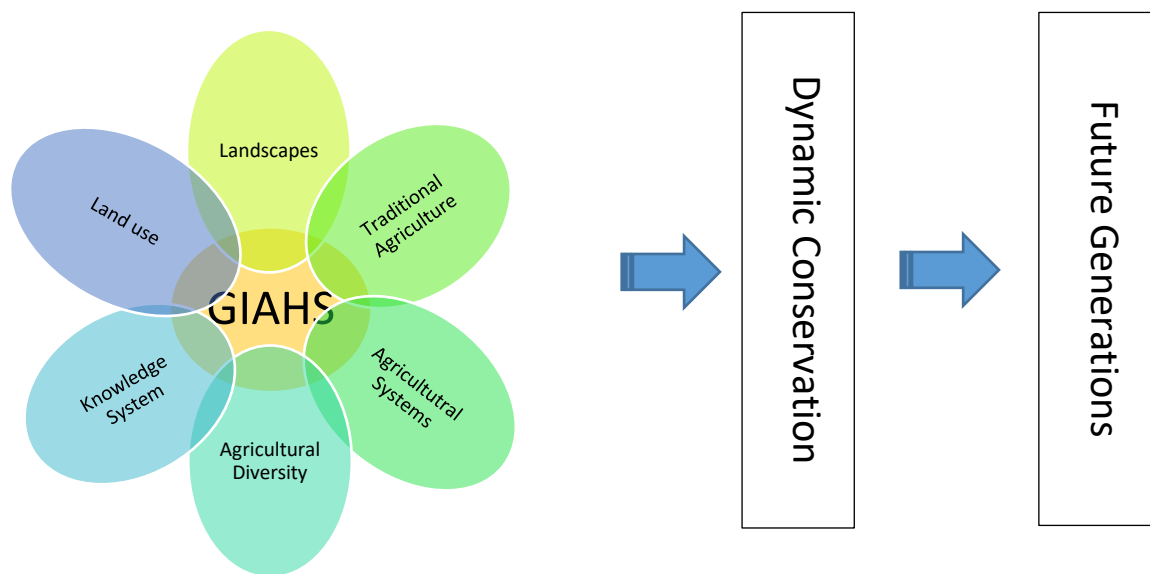 Landscapes
Traditional
Agriculture
Agricultutral
Systems
Agricultural
Diversity
Knowledge
System
Land use
GIAHS
Dynamic Conservation
Future Generations